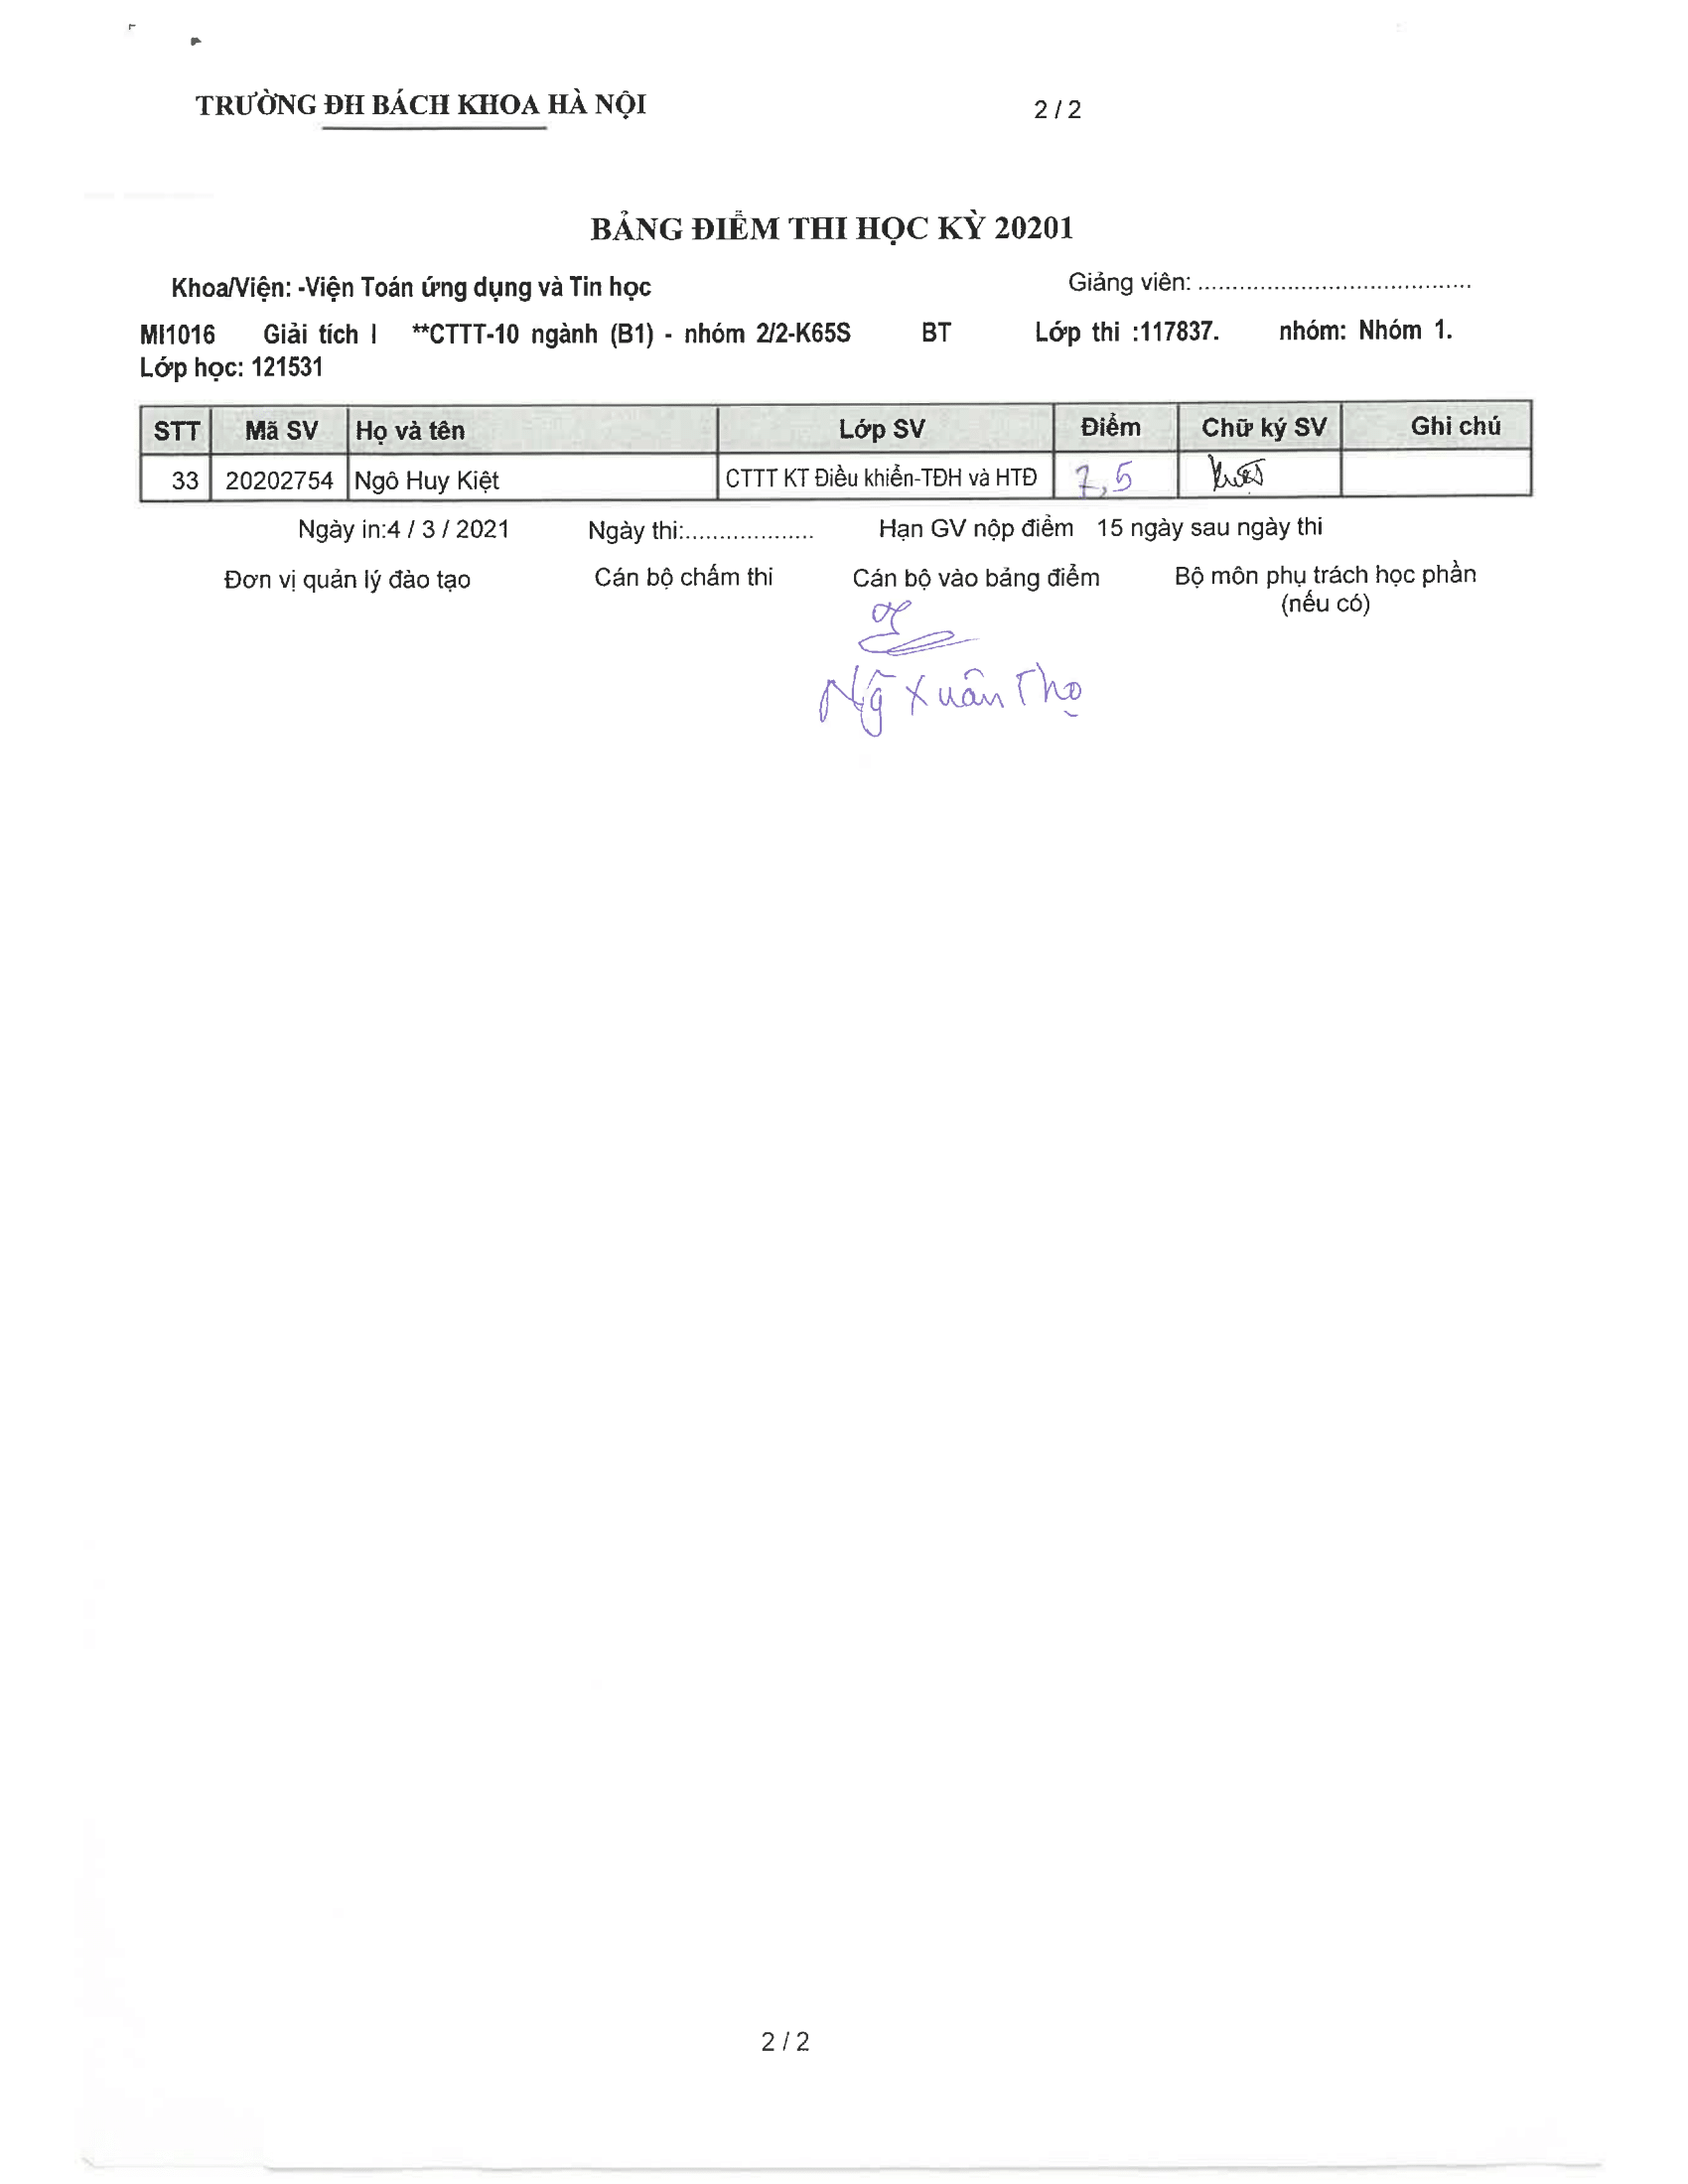 TRƯỜNG ĐH BÁCH KHOA HÀ NỘI 2 / 2
BẢNG ĐIỂM THI HỌC KỲ 20201
Khoa/Viện: -Viện Toán ứng dụng và Tin học Giảng viên: ........................................
MI1016 Giải tích I **CTTT-10 ngành (B1) - nhóm 2/2-K65S BT Lớp thi :117837. nhóm: Nhóm 1.
Lớp học: 121531
STT Mã SV Họ và tên Lớp SV Điểm Chữ ký SV Ghi chú
33 20202754 Ngô Huy Kiệt CTTT KT Điều khiển-TĐH và HTĐ 7,5 Kiệt
Ngày in:4 / 3 / 2021 Ngày thi:................... Hạn GV nộp điểm 15 ngày sau ngày thi
Đơn vị quản lý đào tạo Cán bộ chấm thi Cán bộ vào bảng điểm Bộ môn phụ trách học phần
(nếu có)
Ng̃ Xuân Thọ
2 / 2